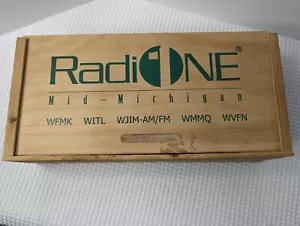 RadiONE®
Mid-Michigan
WFMK WITL WJIM-AM/FM WMMQ WVFN